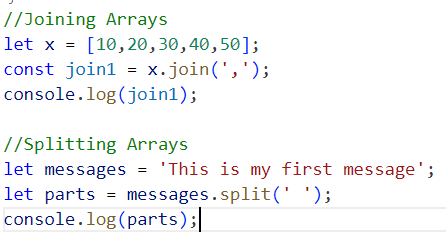 //Joining Arrays
let x = [10,20,30,40,50];
const join1 = x.join(',');
console.log(join1);

//Splitting Arrays
let messages = 'This is my first message';
let parts = messages.split(' ');
console.log(parts);